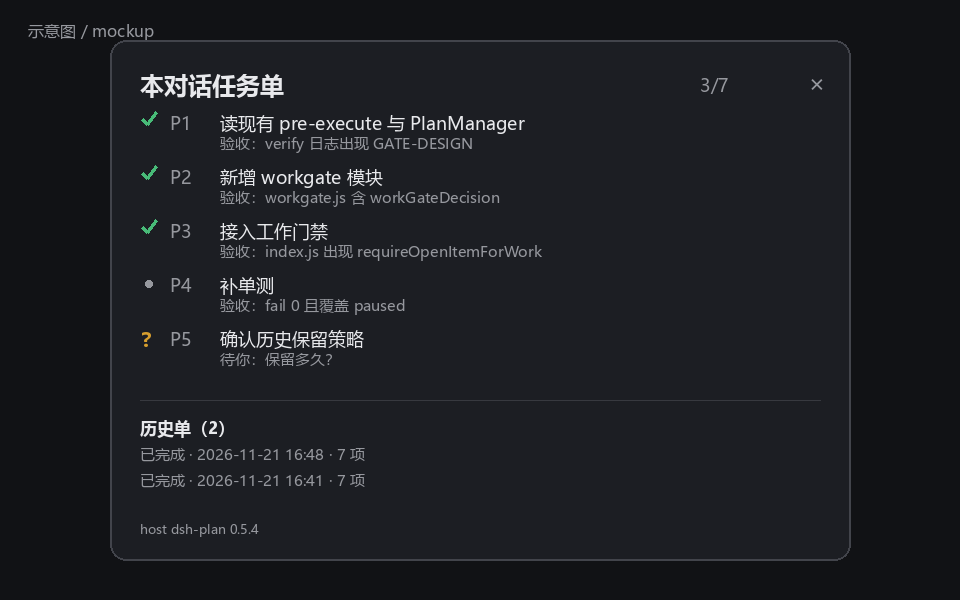 示意图 / mockup
本对话任务单 3/7 ×
P1 读现有 pre-execute 与 PlanManager
验收：verify 日志出现 GATE-DESIGN
P2 新增 workgate 模块
验收：workgate.js 含 workGateDecision
P3 接入工作门禁
验收：index.js 出现 requireOpenItemForWork
P4 补单测
验收：fail 0 且覆盖 paused
? P5 确认历史保留策略
待你：保留多久?
历史单（2）
已完成 · 2026-11-21 16:48 · 7 项
已完成 · 2026-11-21 16:41 · 7 项
host dsh-plan 0.5.4